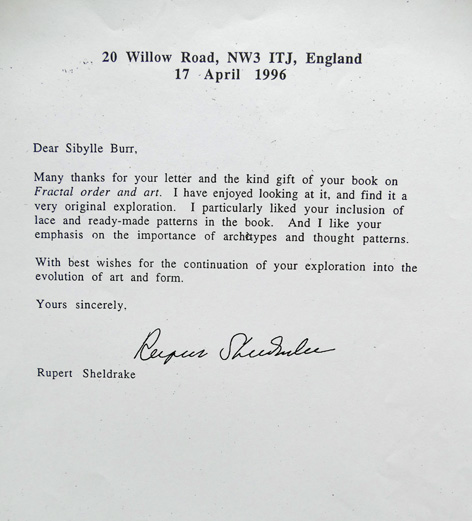 20 Willow Road, NW3 ITJ, England
17 April 1996
Dear Sibylle Burr,
Many thanks for your letter and the kind gift of your book on
Fractal order and art. I have enjoyed looking at it, and find it a
very original exploration. I particularly liked your inclusion of
lace and ready-made patterns in the book. And I like your
emphasis on the importance of archetypes and thought patterns.
With best wishes for the continuation of your exploration into the
evolution of art and form.
Yours sincerely,
Rupert Sheldrake
Rupert Sheldrake